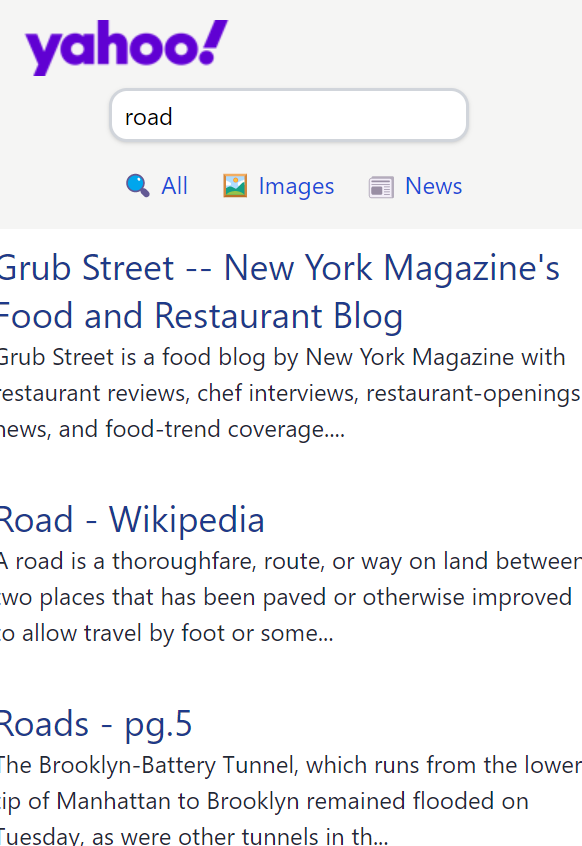 yahoo!
road
All Images News
Grub Street -- New York Magazine's
Food and Restaurant Blog
Grub Street is a food blog by New York Magazine with
restaurant reviews, chef interviews, restaurant-openings
news, and food-trend coverage....
Road - Wikipedia
A road is a thoroughfare, route, or way on land between
two places that has been paved or otherwise improved
to allow travel by foot or some...
Roads - pg.5
The Brooklyn-Battery Tunnel, which runs from the lower
tip of Manhattan to Brooklyn remained flooded on
Tuesday, as were other tunnels in th...